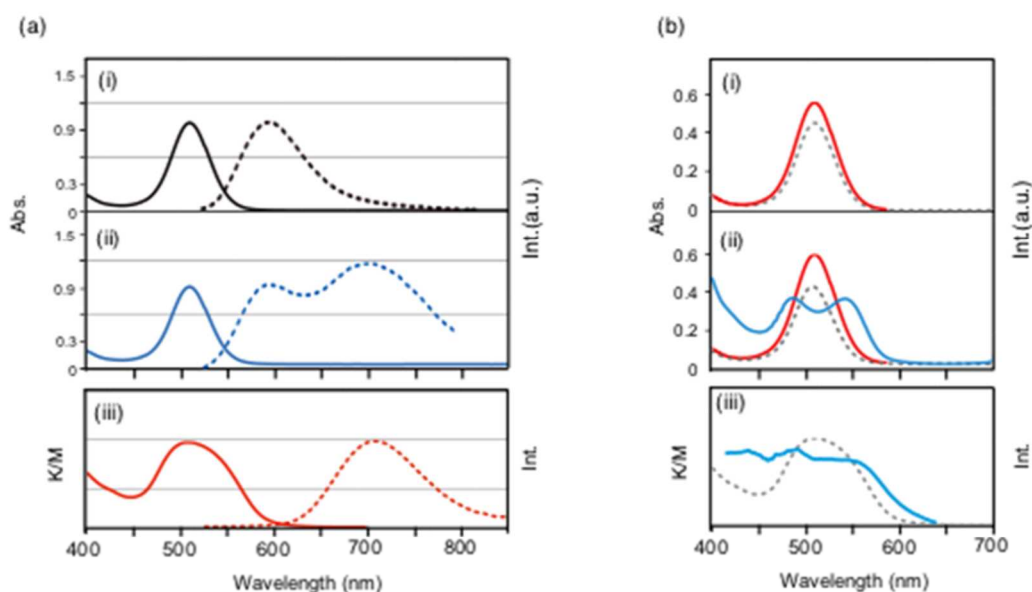 (a)
(i)
1.5
0.9
0.3
0
Abs.
Int.(a.u.)
(ii)
1.5
0.9
0.3
0
(iii)
K/M
Int.
400 500 600 700 800
Wavelength (nm)
(b)
(i)
0.6
0.4
0.2
0
Abs.
Int.(a.u.)
(ii)
0.6
0.4
0.2
0
(iii)
K/M
Int.
400 500 600 700
Wavelength (nm)